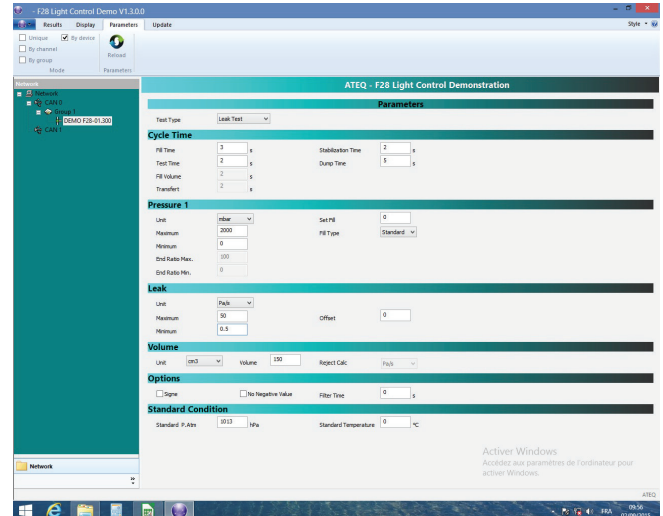 - F28 Light Control Demo V1.3.0.0
Results Display Parameters Update Style
Unique By device
By channel
By group
Reload
Mode Parameters
Network
Network
CAN 0
Group 1
DEMO F28-01.300
CAN 1
ATEQ - F28 Light Control Demonstration
Parameters
Test Type Leak Test
Cycle Time
Fill Time 3 s Stabilization Time 2 s
Test Time 2 s Dump Time 5 s
Fill Volume 2 s
Transfert 2 s
Pressure 1
Unit mbar Set Fill 0
Maximum 2000 Fill Type Standard
Minimum 0
End Ratio Max. 100
End Ratio Min. 0
Leak
Unit Pa/s
Maximum 50 Offset 0
Minimum 0.5
Volume
Unit cm3 Volume 150 Reject Calc Pa/s
Options
Signe No Negative Value Filter Time 0 s
Standard Condition
Standard P.Atm 1013 hPa Standard Temperature 0 °C
Activer Windows
Accédez aux paramètres de l'ordinateur pour
activer Windows.
Network
ATEQ
FRA 09:56
02/09/2015